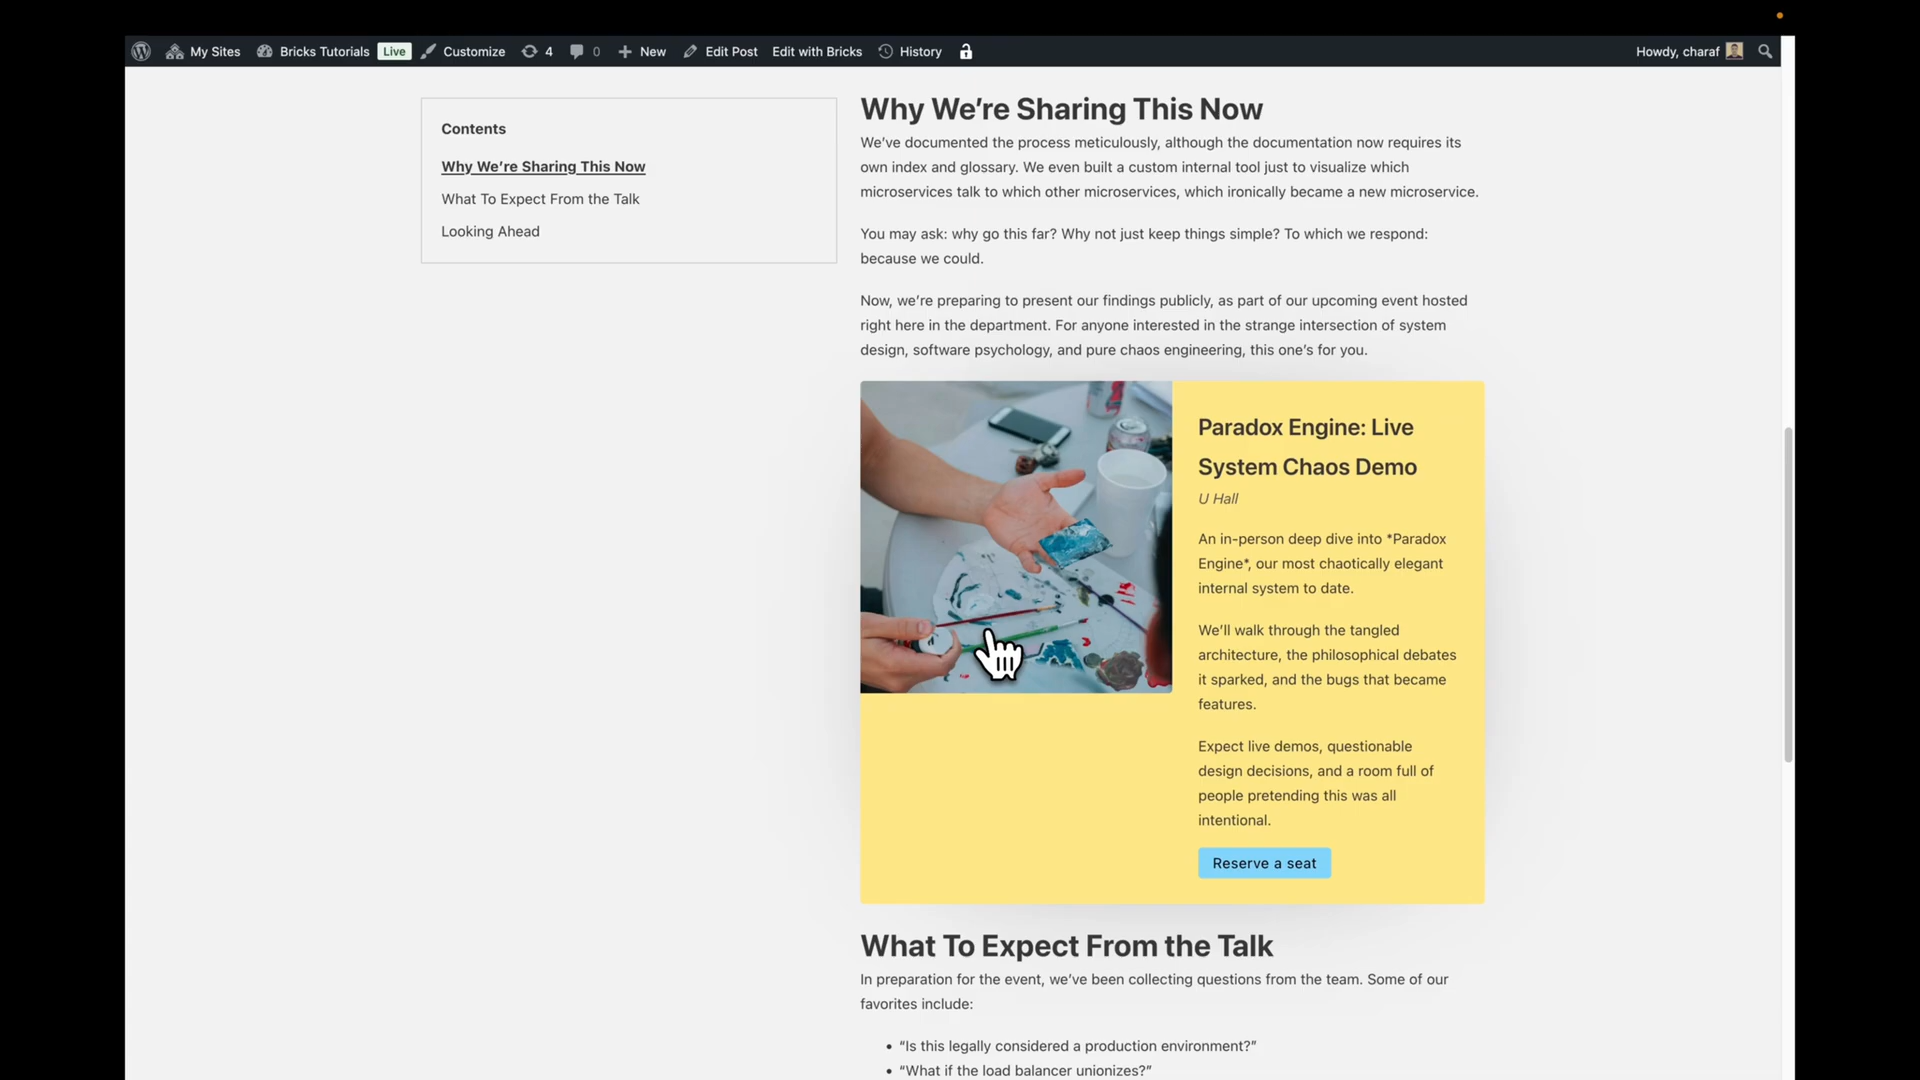 My Sites Bricks Tutorials Live Customize 4 0 New Edit Post Edit with Bricks History Howdy, charaf
Contents
Why We’re Sharing This Now
What To Expect From the Talk
Looking Ahead
Why We’re Sharing This Now
We’ve documented the process meticulously, although the documentation now requires its
own index and glossary. We even built a custom internal tool just to visualize which
microservices talk to which other microservices, which ironically became a new microservice.
You may ask: why go this far? Why not just keep things simple? To which we respond:
because we could.
Now, we’re preparing to present our findings publicly, as part of our upcoming event hosted
right here in the department. For anyone interested in the strange intersection of system
design, software psychology, and pure chaos engineering, this one’s for you.
Paradox Engine: Live
System Chaos Demo
U Hall
An in-person deep dive into *Paradox
Engine*, our most chaotically elegant
internal system to date.
We’ll walk through the tangled
architecture, the philosophical debates
it sparked, and the bugs that became
features.
Expect live demos, questionable
design decisions, and a room full of
people pretending this was all
intentional.
Reserve a seat
What To Expect From the Talk
In preparation for the event, we’ve been collecting questions from the team. Some of our
favorites include:
• “Is this legally considered a production environment?”
• “What if the load balancer unionizes?”